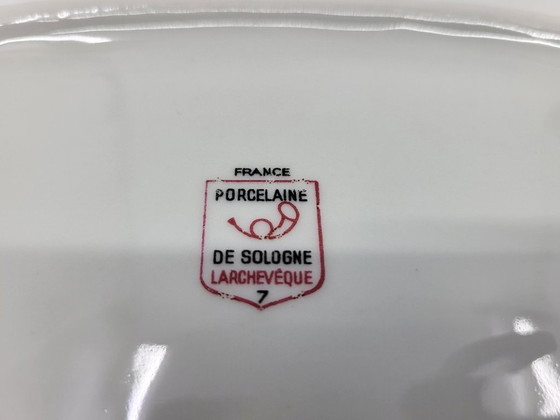 FRANCE
PORCELAINE
DE SOLOGNE
LARCHEVÊQUE
7